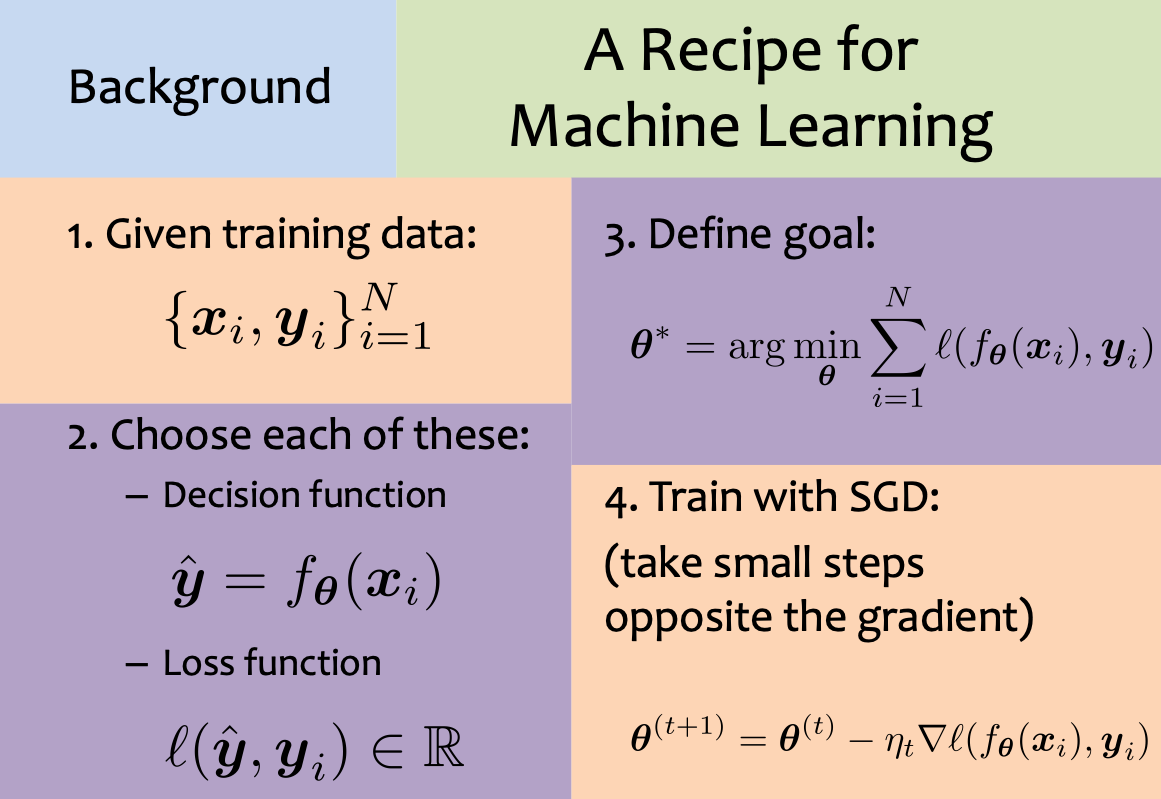 Background
A Recipe for
Machine Learning
1. Given training data:
$\{\boldsymbol{x}_i, \boldsymbol{y}_i\}_{i=1}^{N}$
2. Choose each of these:
– Decision function
$\hat{\boldsymbol{y}} = f_{\boldsymbol{\theta}}(\boldsymbol{x}_i)$
– Loss function
$\ell(\hat{\boldsymbol{y}}, \boldsymbol{y}_i) \in \mathbb{R}$
3. Define goal:
$\boldsymbol{\theta}^* = \arg\min_{\boldsymbol{\theta}} \sum_{i=1}^{N} \ell(f_{\boldsymbol{\theta}}(\boldsymbol{x}_i), \boldsymbol{y}_i)$
4. Train with SGD:
(take small steps
opposite the gradient)
$\boldsymbol{\theta}^{(t+1)} = \boldsymbol{\theta}^{(t)} - \eta_t \nabla \ell(f_{\boldsymbol{\theta}}(\boldsymbol{x}_i), \boldsymbol{y}_i)$